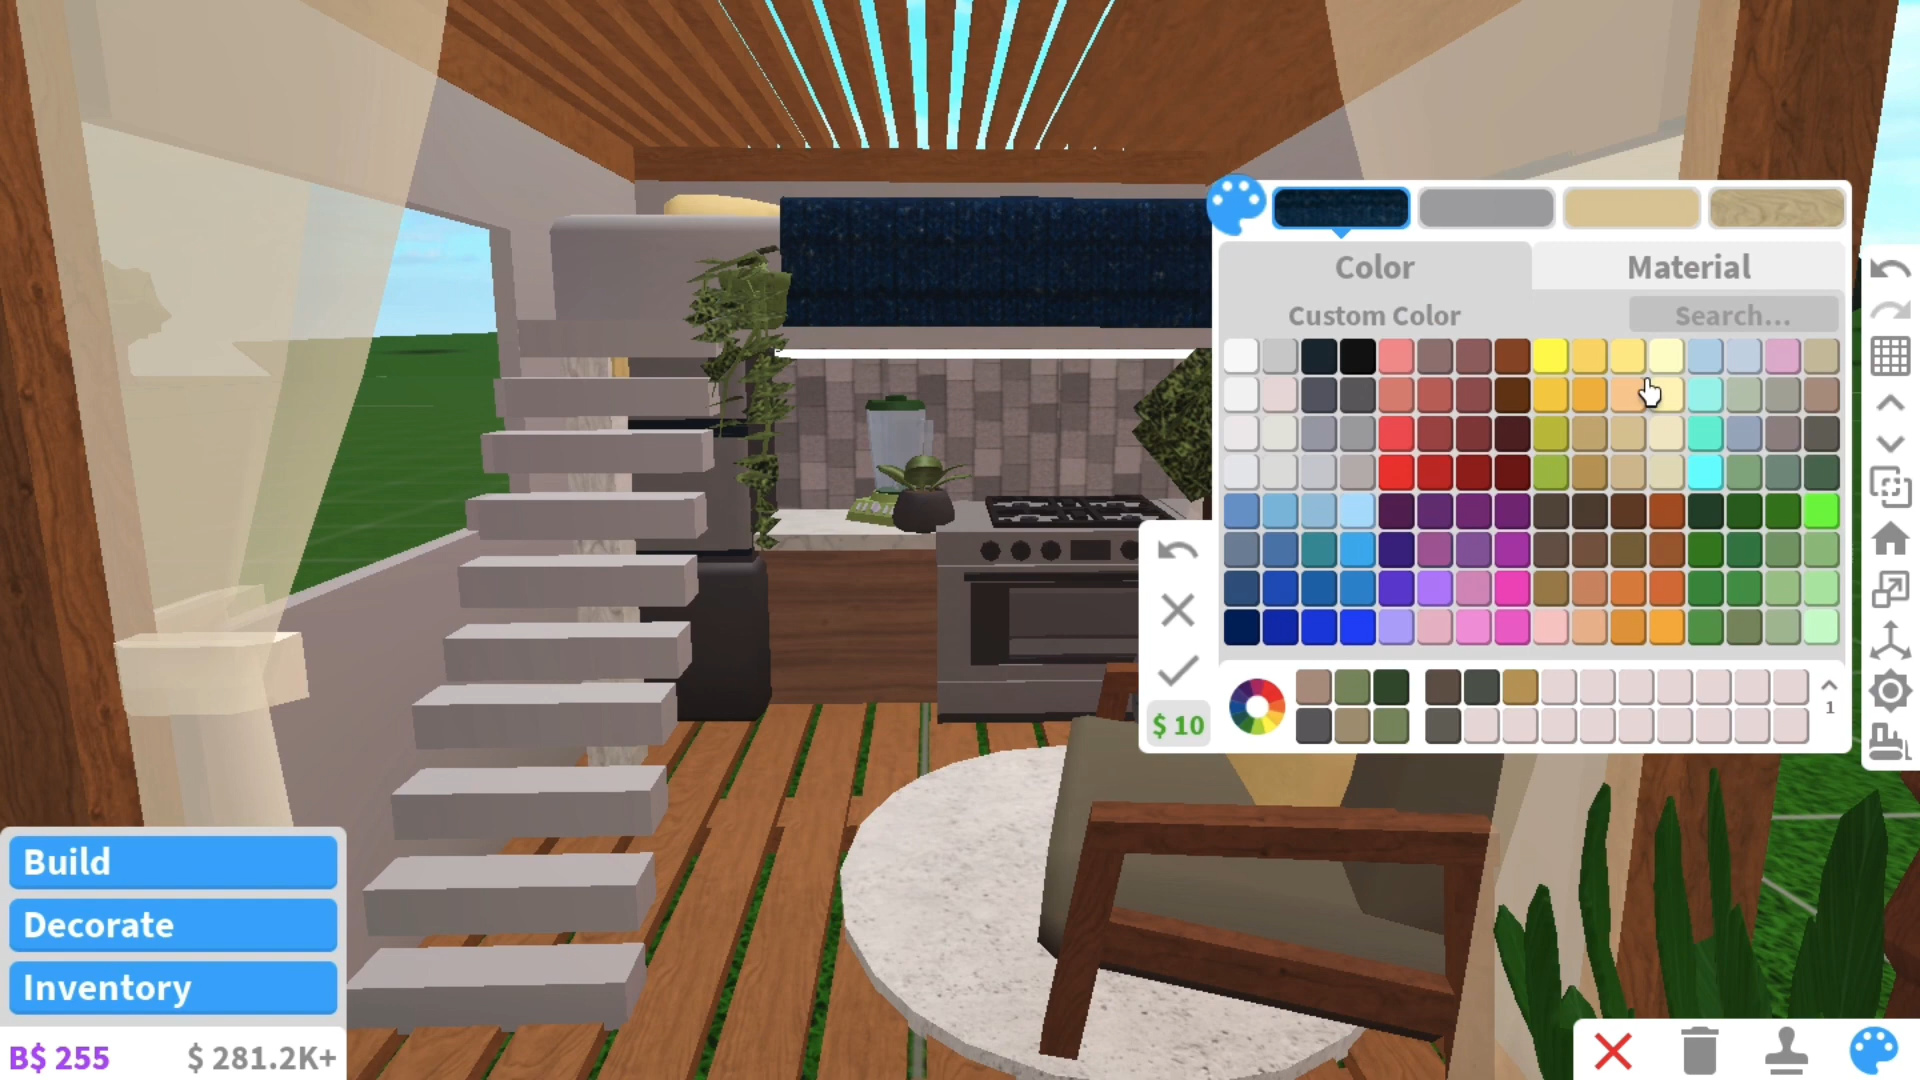 Color
Material
Custom Color
Search...
$ 10
1
Build
Decorate
Inventory
B$ 255
$ 281.2K+